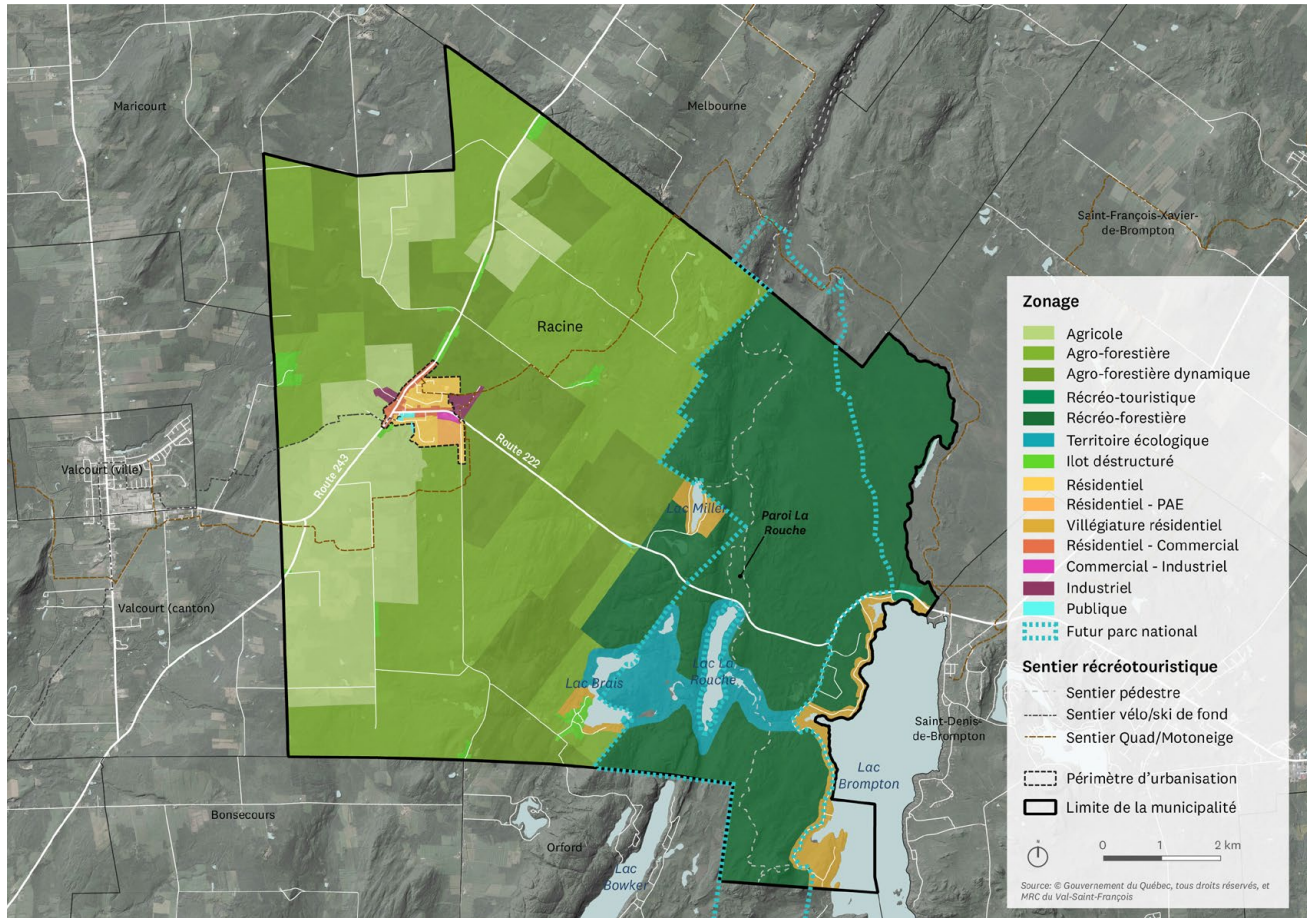 Maricourt
Melbourne
Saint-François-Xavier-
de-Brompton
Racine
Valcourt (ville)
Route 243
Route 222
Lac Miller
Paroi La
Rouche
Valcourt (canton)
Lac Brais
Lac La
Rouche
Saint-Denis-
de-Brompton
Lac
Brompton
Bonsecours
Orford
Lac
Bowker
Zonage
Agricole
Agro-forestière
Agro-forestière dynamique
Récréo-touristique
Récréo-forestière
Territoire écologique
Ilot déstructuré
Résidentiel
Résidentiel - PAE
Villégiature résidentiel
Résidentiel - Commercial
Commercial - Industriel
Industriel
Publique
Futur parc national
Sentier récréotouristique
Sentier pédestre
Sentier vélo/ski de fond
Sentier Quad/Motoneige
Périmètre d'urbanisation
Limite de la municipalité
0 1 2 km
Source: © Gouvernement du Québec, tous droits réservés, et
MRC du Val-Saint-François